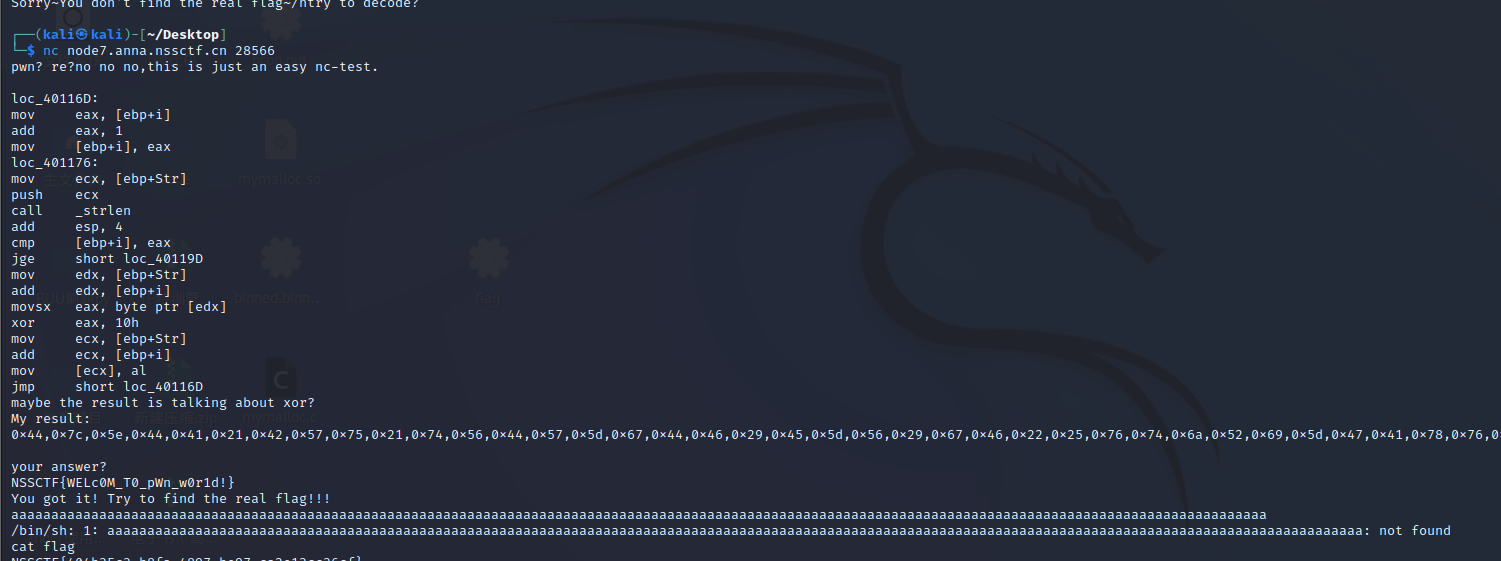 Sorry~You don't find the real flag~/ntry to decode?
┌──(kali㉿kali)-[~/Desktop]
└─$ nc node7.anna.nssctf.cn 28566
pwn? re?no no no,this is just an easy nc-test.
loc_40116D:
mov     eax, [ebp+i]
add     eax, 1
mov     [ebp+i], eax
loc_401176:
mov     ecx, [ebp+Str]
push    ecx
call    _strlen
add     esp, 4
cmp     [ebp+i], eax
jge     short loc_40119D
mov     edx, [ebp+Str]
add     edx, [ebp+i]
movsx   eax, byte ptr [edx]
xor     eax, 10h
mov     ecx, [ebp+Str]
add     ecx, [ebp+i]
mov     [ecx], al
jmp     short loc_40116D
maybe the result is talking about xor?
My result:
0×44,0×7c,0×5e,0×44,0×41,0×21,0×42,0×57,0×75,0×21,0×74,0×56,0×44,0×57,0×5d,0×67,0×44,0×46,0×29,0×45,0×5d,0×56,0×29,0×67,0×46,0×22,0×25,0×76,0×74,0×6a,0×52,0×69,0×5d,0×47,0×41,0×78,0×76,0×
your answer?
NSSCTF{WELc0M_T0_pWn_w0r1d!}
You got it! Try to find the real flag!!!
/bin/sh: 1: : not found
cat flag
mymalloc.so
mymalloc.c
flag